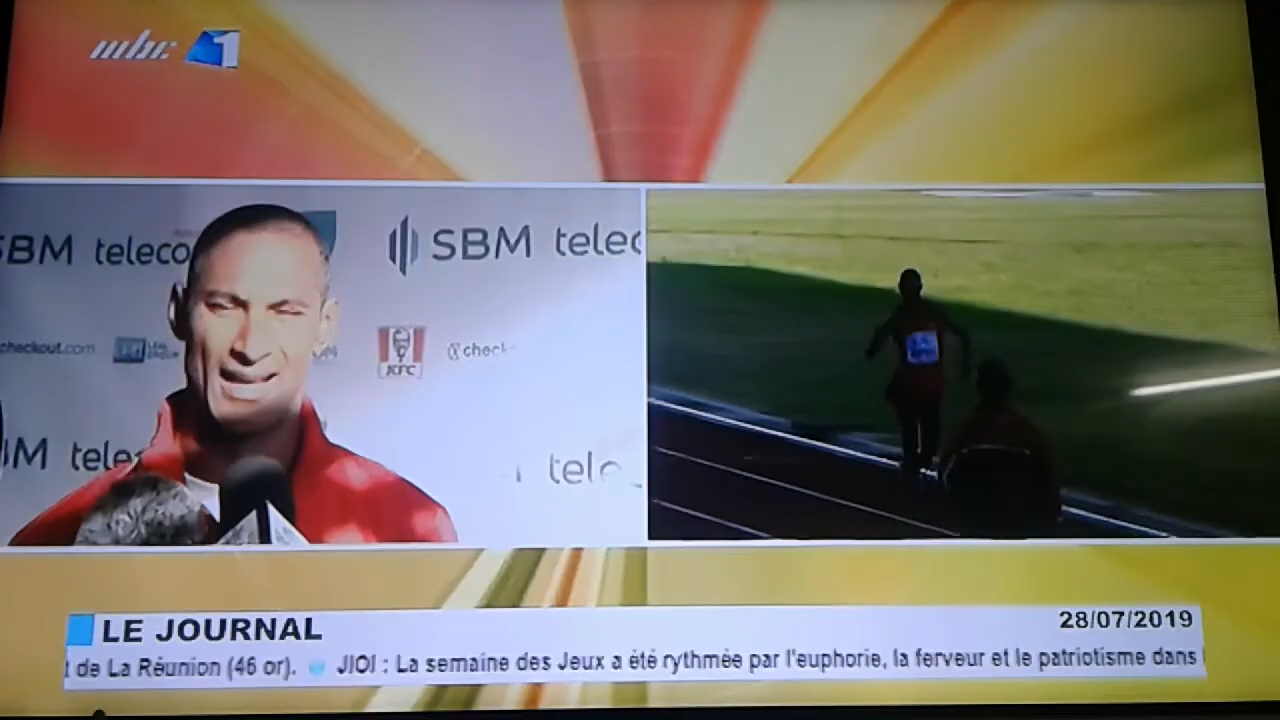 mbc 1
SBM teleco
SBM telec
checkout.com
KFC
check
M tele
tele
LE JOURNAL
28/07/2019
t de La Réunion (46 or).
JIOI : La semaine des Jeux a été rythmée par l'euphorie, la ferveur et le patriotisme dans